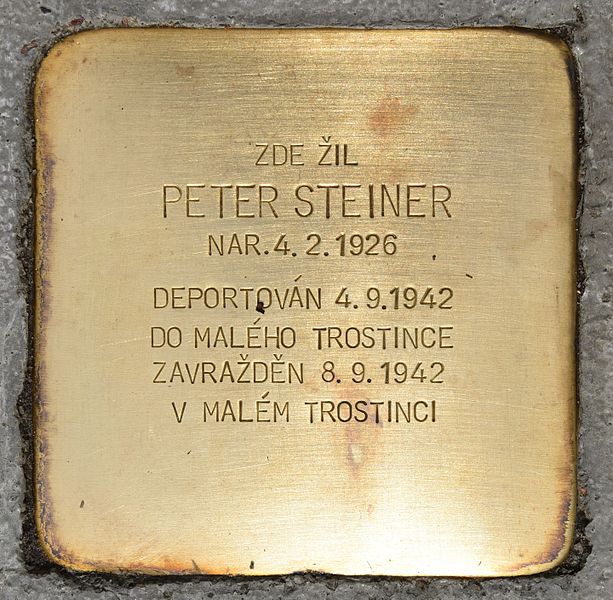 ZDE ŽIL
PETER STEINER
NAR. 4. 2. 1926
DEPORTOVÁN 4. 9. 1942
DO MALÉHO TROSTINCE
ZAVRAŽDĚN 8. 9. 1942
V MALÉM TROSTINCI